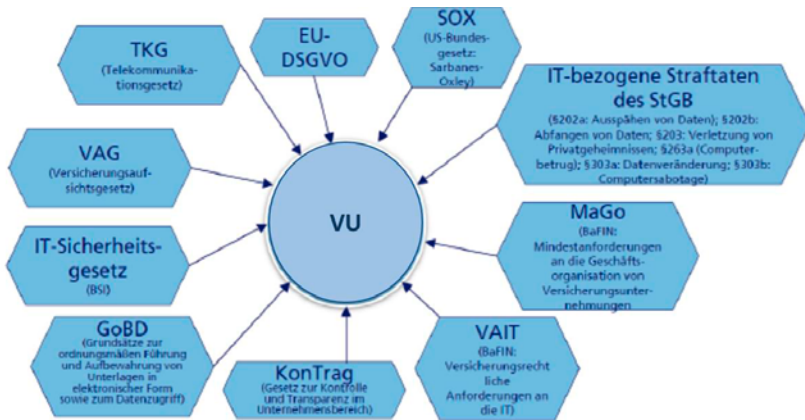 TKG
(Telekommunika-
tionsgesetz)
EU-
DSGVO
SOX
(US-Bundes-
gesetz:
Sarbanes-
Oxley)
IT-bezogene Straftaten
des StGB
(§202a: Ausspähen von Daten); §202b:
Abfangen von Daten; §203: Verletzung von
Privatgeheimnissen; §263a (Computer-
betrug); §303a: Datenveränderung; §303b:
Computersabotage)
VAG
(Versicherungsauf-
sichtsgesetz)
VU
MaGo
(BaFIN:
Mindestanforderungen
an die Geschäfts-
organisation von
Versicherungsunter-
nehmungen
IT-Sicherheits-
gesetz
(BSI)
GoBD
(Grundsätze zur
ordnungsmäßen Führung
und Aufbewahrung von
Unterlagen in
elektronischer Form
sowie zum Datenzugriff)
KonTrag
(Gesetz zur Kontrolle
und Transparenz im
Unternehmensbereich)
VAIT
(BaFIN:
Versicherungsrecht
liche
Anforderungen an
die IT)